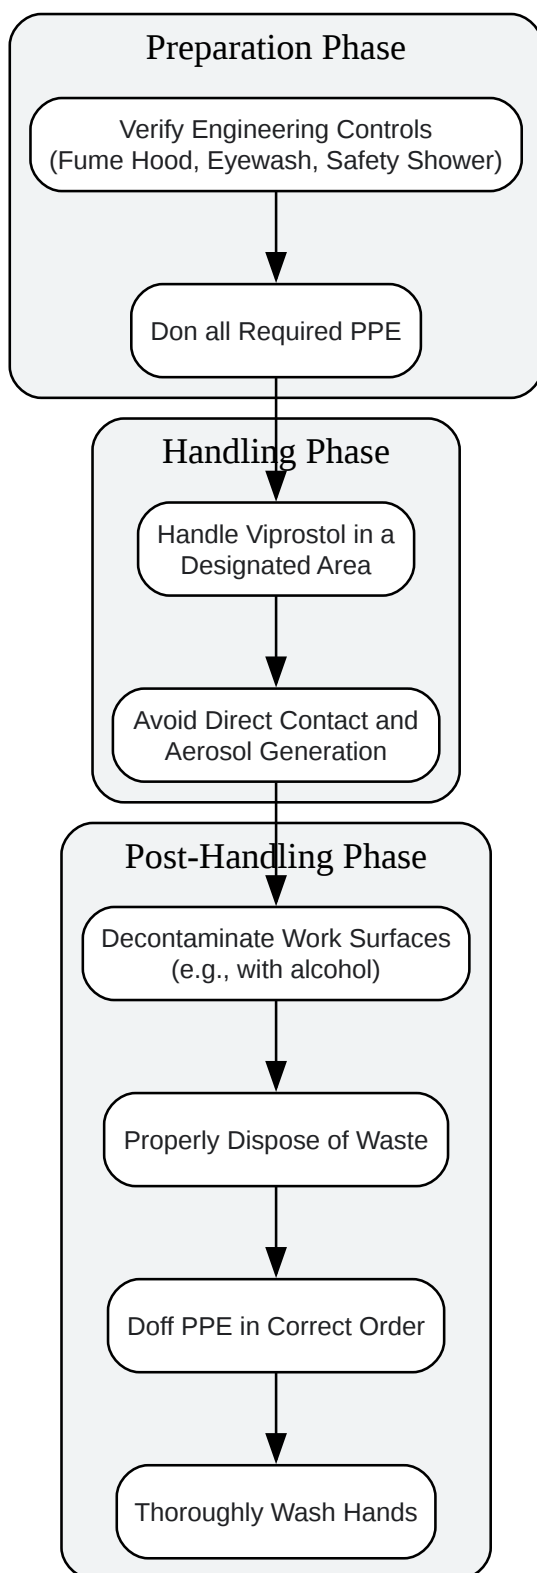 Preparation Phase
Verify Engineering Controls
(Fume Hood, Eyewash, Safety Shower)
Don all Required PPE
Handling Phase
Handle Viprostol in a
Designated Area
Avoid Direct Contact and
Aerosol Generation
Post-Handling Phase
Decontaminate Work Surfaces
(e.g., with alcohol)
Properly Dispose of Waste
Doff PPE in Correct Order
Thoroughly Wash Hands